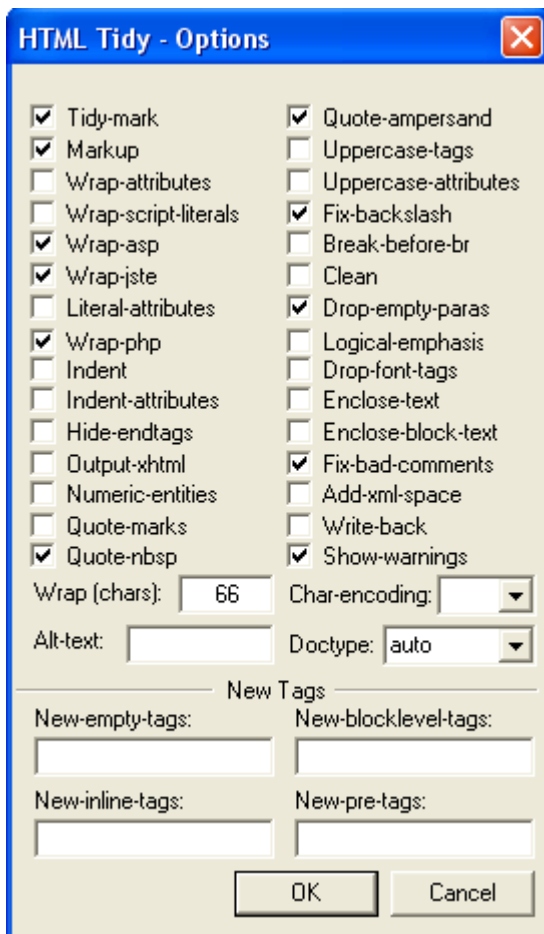 HTML Tidy - Options
Tidy-mark
Markup
Wrap-attributes
Wrap-script-literals
Wrap-asp
Wrap-jste
Literal-attributes
Wrap-php
Indent
Indent-attributes
Hide-endtags
Output-xhtml
Numeric-entities
Quote-marks
Quote-nbsp
Quote-ampersand
Uppercase-tags
Uppercase-attributes
Fix-backslash
Break-before-br
Clean
Drop-empty-paras
Logical-emphasis
Drop-font-tags
Enclose-text
Enclose-block-text
Fix-bad-comments
Add-xml-space
Write-back
Show-warnings
Wrap (chars): 66 Char-encoding:
Alt-text: Doctype: auto
New Tags
New-empty-tags: New-blocklevel-tags:
New-inline-tags: New-pre-tags:
OK Cancel